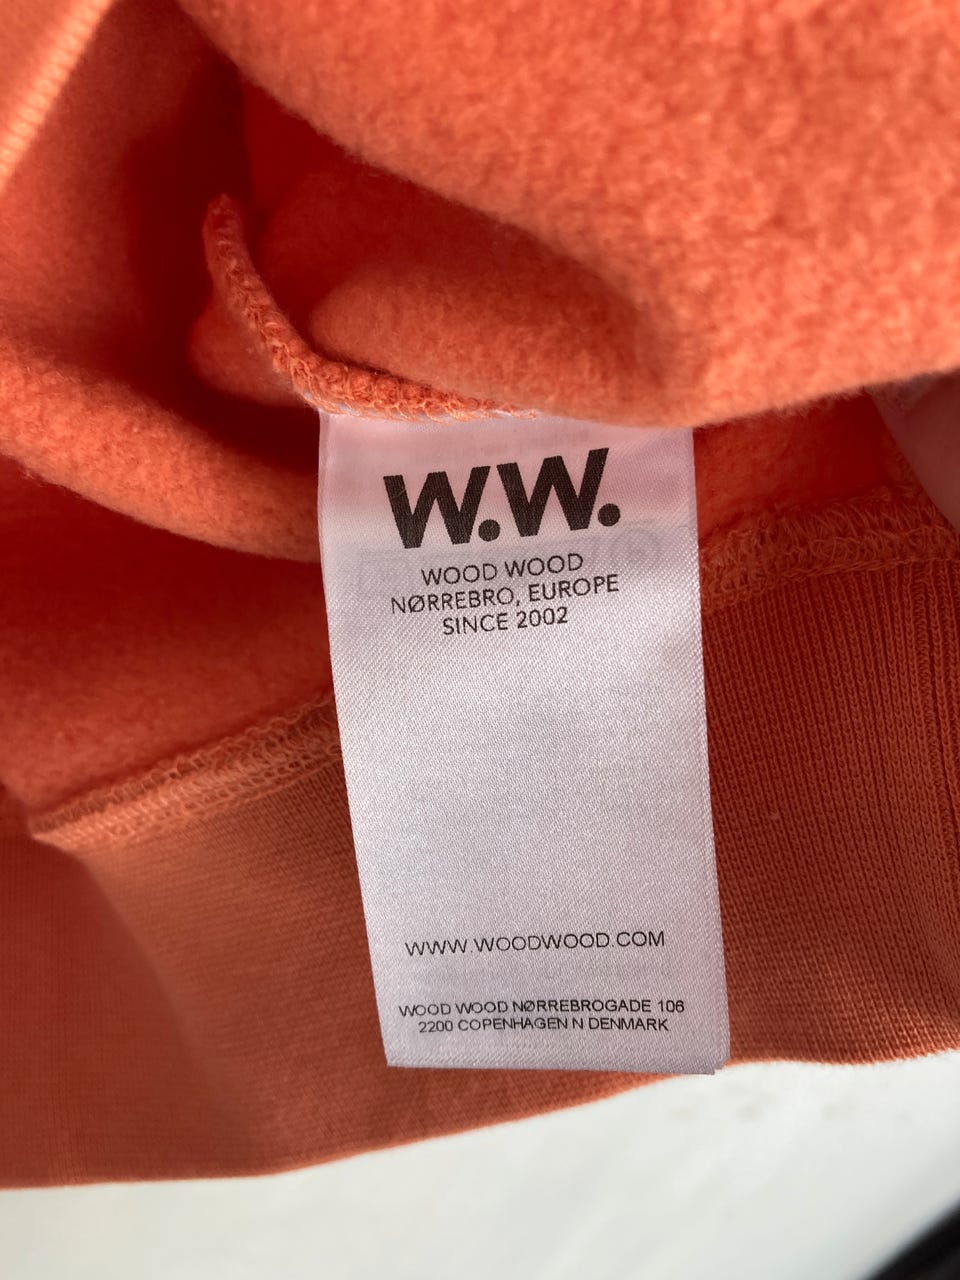 W.W.
WOOD WOOD
NØRREBRO, EUROPE
SINCE 2002
WWW.WOODWOOD.COM
WOOD WOOD NØRREBROGADE 106
2200 COPENHAGEN N DENMARK